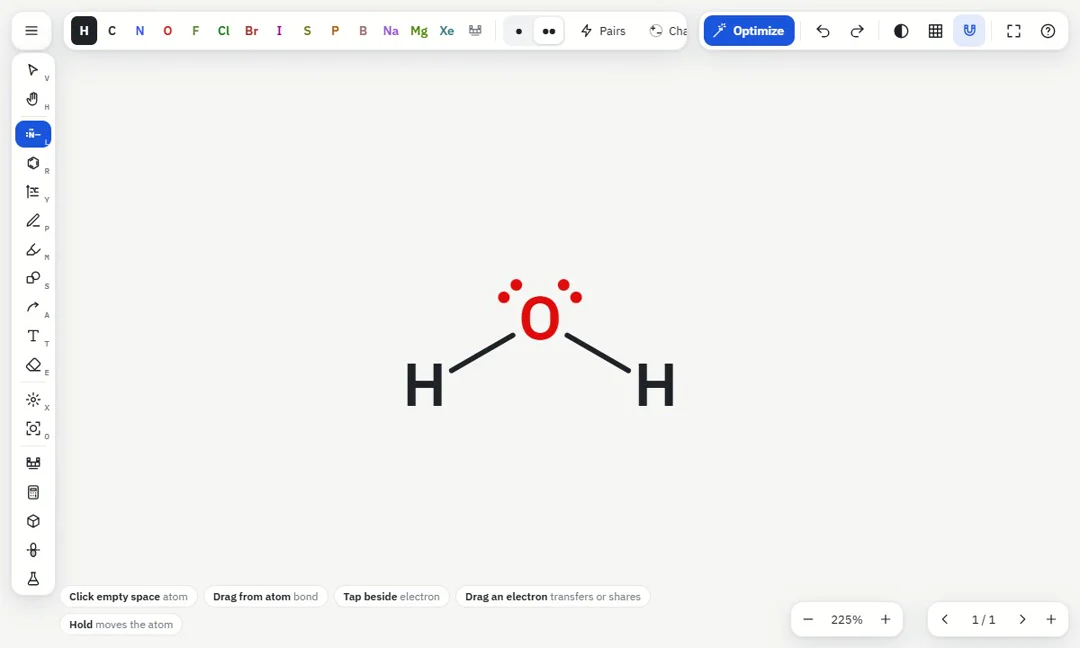 H C N O F Cl Br I S P B Na Mg Xe Pairs Cha Optimize
V
H
:N– L
R
Y
P
M
S
A
T T
E
X
O
O
H H
Click empty space atom Drag from atom bond Tap beside electron Drag an electron transfers or shares
Hold moves the atom
− 225% + 1 / 1 +